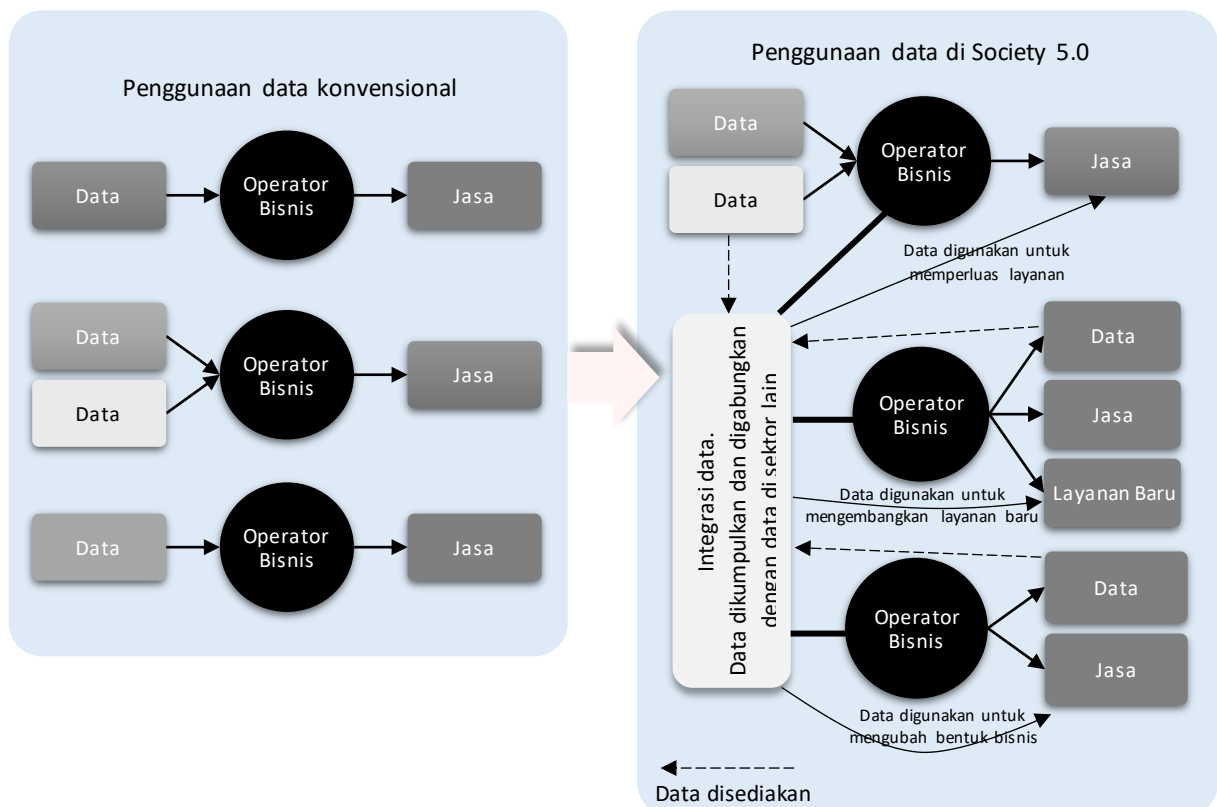 Penggunaan data konvensional
Data
Operator
Bisnis
Jasa
Data
Data
Operator
Bisnis
Jasa
Data
Operator
Bisnis
Jasa
Penggunaan data di Society 5.0
Data
Data
Operator
Bisnis
Jasa
Data digunakan untuk
memperluas layanan
Integrasi data.
Data dikumpulkan dan digabungkan
dengan data di sektor lain
Operator
Bisnis
Data
Jasa
Layanan Baru
Data digunakan untuk
mengembangkan layanan baru
Operator
Bisnis
Data
Jasa
Data digunakan untuk
mengubah bentuk bisnis
Data disediakan